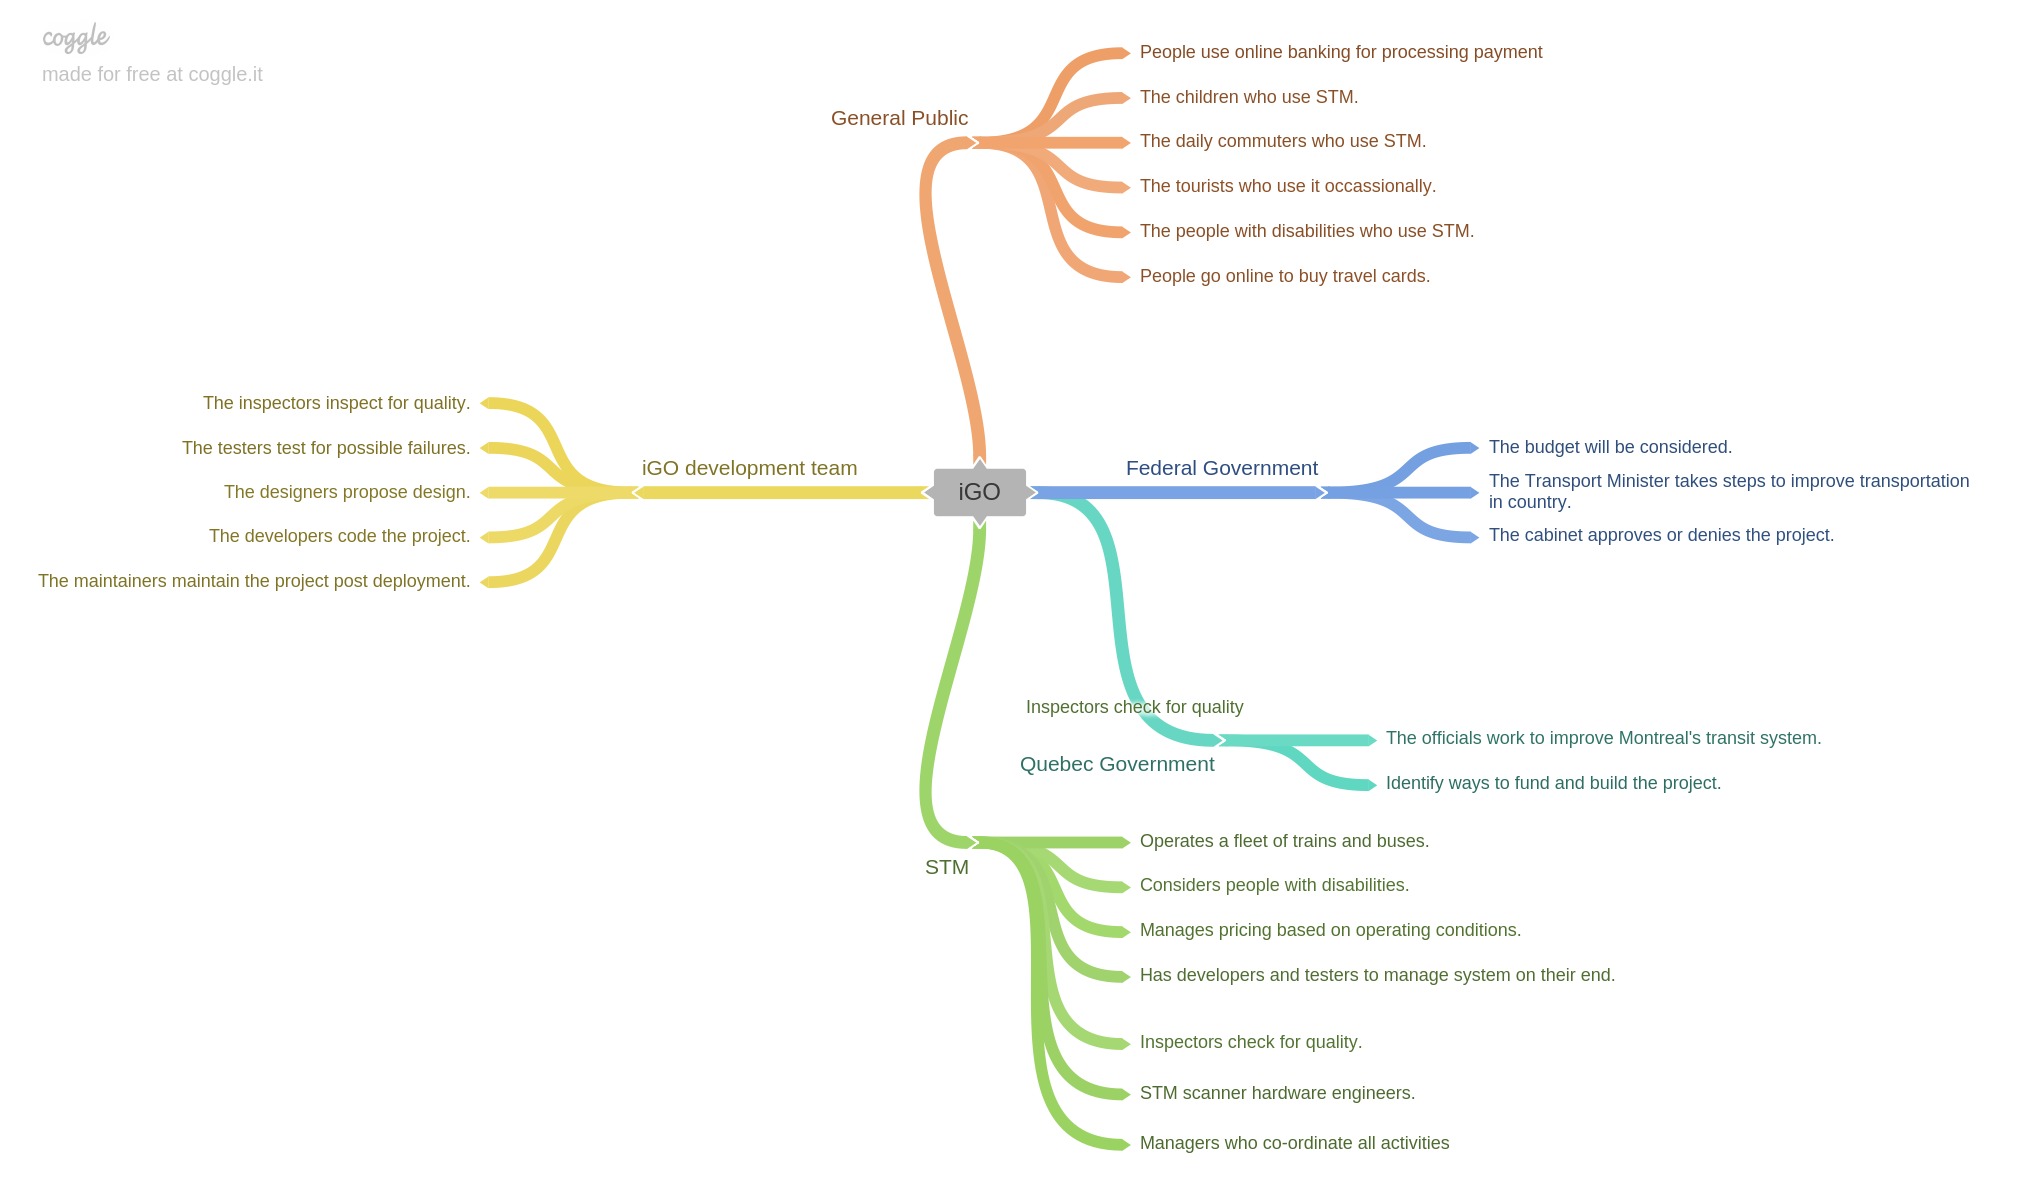 coggle
made for free at coggle.it
General Public
People use online banking for processing payment
The children who use STM.
The daily commuters who use STM.
The tourists who use it occassionally.
The people with disabilities who use STM.
People go online to buy travel cards.
The inspectors inspect for quality.
The testers test for possible failures.
The designers propose design.
The developers code the project.
The maintainers maintain the project post deployment.
iGO development team
iGO
Federal Government
The budget will be considered.
The Transport Minister takes steps to improve transportation
in country.
The cabinet approves or denies the project.
Inspectors check for quality
Quebec Government
The officials work to improve Montreal's transit system.
Identify ways to fund and build the project.
STM
Operates a fleet of trains and buses.
Considers people with disabilities.
Manages pricing based on operating conditions.
Has developers and testers to manage system on their end.
Inspectors check for quality.
STM scanner hardware engineers.
Managers who co-ordinate all activities